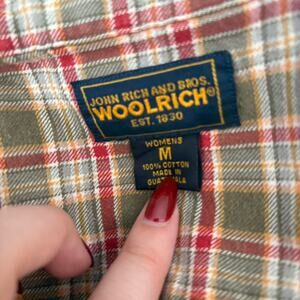 JOHN RICH AND BROS.
WOOLRICH®
EST. 1830
WOMENS
M
100% COTTON
MADE IN
GUATEMALA